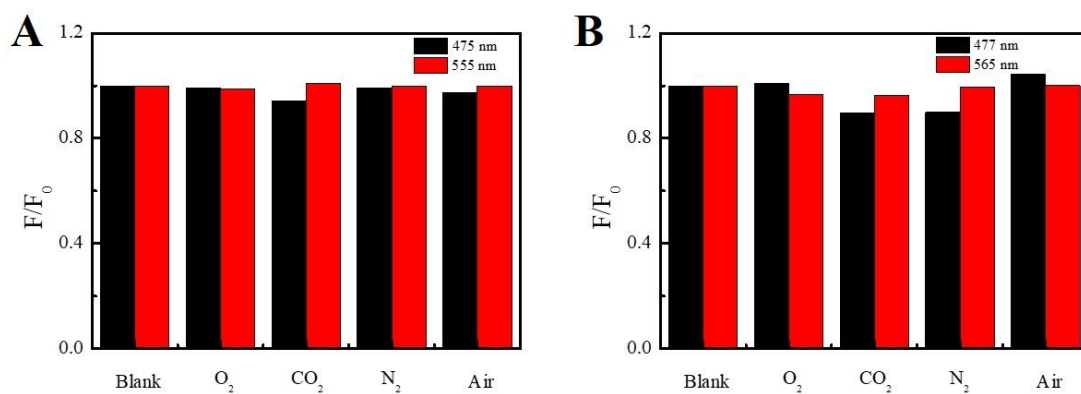 A
1.2
0.8
0.4
0.0
F/F₀
475 nm
555 nm
Blank O₂ CO₂ N₂ Air
B
1.2
0.8
0.4
0.0
F/F₀
477 nm
565 nm
Blank O₂ CO₂ N₂ Air